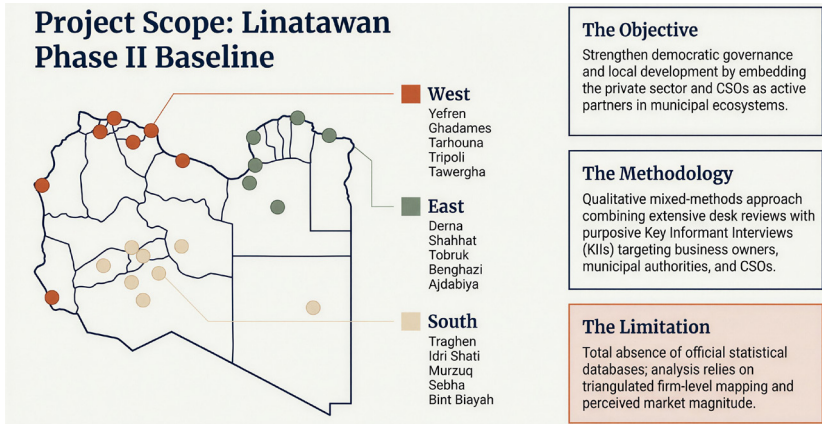 Project Scope: Linatawan
Phase II Baseline
West
Yefren
Ghadames
Tarhouna
Tripoli
Tawergha
East
Derna
Shahhat
Tobruk
Benghazi
Ajdabiya
South
Traghen
Idri Shati
Murzuq
Sebha
Bint Biayah
The Objective
Strengthen democratic governance
and local development by embedding
the private sector and CSOs as active
partners in municipal ecosystems.
The Methodology
Qualitative mixed-methods approach
combining extensive desk reviews with
purposive Key Informant Interviews
(KIIs) targeting business owners,
municipal authorities, and CSOs.
The Limitation
Total absence of official statistical
databases; analysis relies on
triangulated firm-level mapping and
perceived market magnitude.